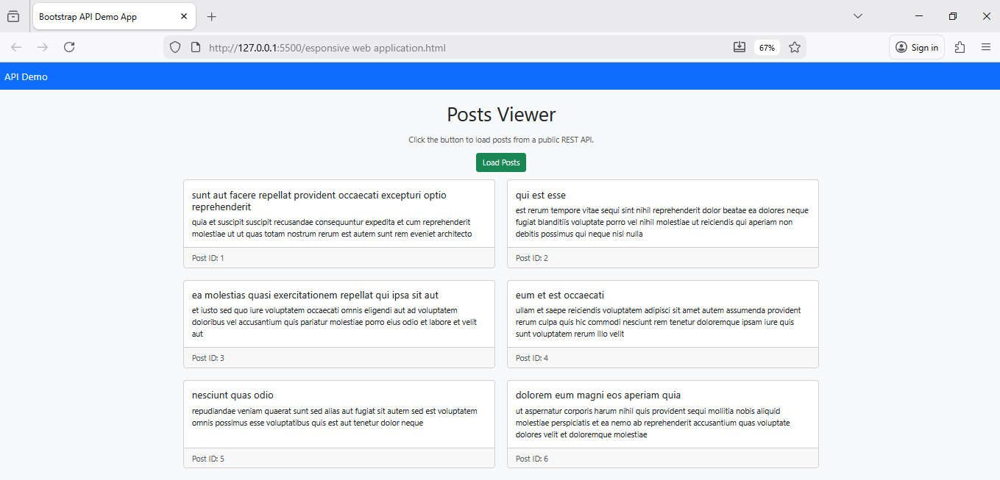 Bootstrap API Demo App
http://127.0.0.1:5500/esponsive web application.html
67%
Sign in
API Demo
Posts Viewer
Click the button to load posts from a public REST API.
Load Posts
sunt aut facere repellat provident occaecati excepturi optio
reprehenderit
quia et suscipit suscipit recusandae consequuntur expedita et cum reprehenderit
molestiae ut ut quas totam nostrum rerum est autem sunt rem eveniet architecto
Post ID: 1
qui est esse
est rerum tempore vitae sequi sint nihil reprehenderit dolor beatae ea dolores neque
fugiat blanditiis voluptate porro vel nihil molestiae ut reiciendis qui aperiam non
debitis possimus qui neque nisi nulla
Post ID: 2
ea molestias quasi exercitationem repellat qui ipsa sit aut
et iusto sed quo iure voluptatem occaecati omnis eligendi aut ad voluptatem
doloribus vel accusantium quis pariatur molestiae porro eius odio et labore et velit
aut
Post ID: 3
eum et est occaecati
ullam et saepe reiciendis voluptatem adipisci sit amet autem assumenda provident
rerum culpa quis hic commodi nesciunt rem tenetur doloremque ipsam iure quis
sunt voluptatem rerum illo velit
Post ID: 4
nesciunt quas odio
repudiandae veniam quaerat sunt sed alias aut fugiat sit autem sed est voluptatem
omnis possimus esse voluptatibus quis est aut tenetur dolor neque
Post ID: 5
dolorem eum magni eos aperiam quia
ut aspernatur corporis harum nihil quis provident sequi mollitia nobis aliquid
molestiae perspiciatis et ea nemo ab reprehenderit accusantium quas voluptate
dolores velit et doloremque molestiae
Post ID: 6